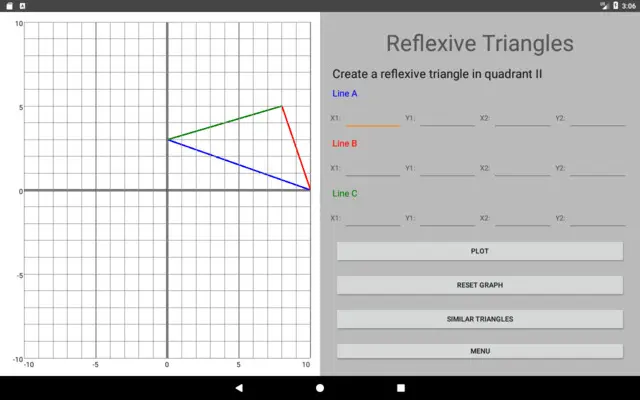 3:06
Reflexive Triangles
Create a reflexive triangle in quadrant II
Line A
X1: Y1: X2: Y2:
Line B
X1: Y1: X2: Y2:
Line C
X1: Y1: X2: Y2:
PLOT
RESET GRAPH
SIMILAR TRIANGLES
MENU
10
5
0
-5
-10
-10 -5 0 5 10